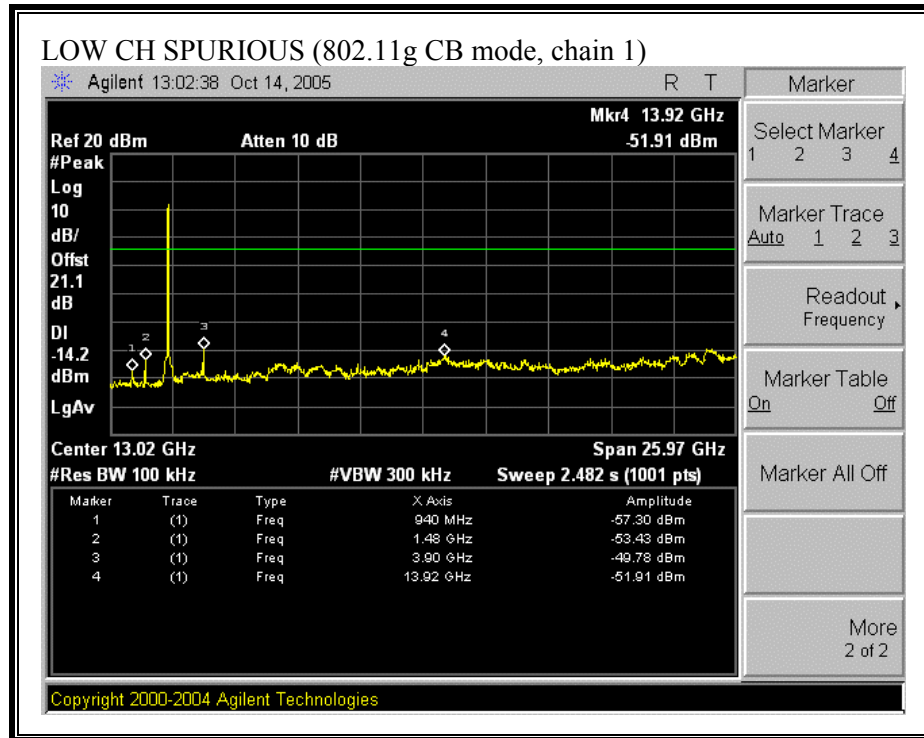 LOW CH SPURIOUS (802.11g CB mode, chain 1)
Agilent 13:02:38 Oct 14, 2005 R T
Mkr4 13.92 GHz
Ref 20 dBm Atten 10 dB -51.91 dBm
#Peak
Log
10
dB/
Offst
21.1
dB
DI
-14.2
dBm
LgAv
1 2 3 4
Center 13.02 GHz Span 25.97 GHz
#Res BW 100 kHz #VBW 300 kHz Sweep 2.482 s (1001 pts)
Marker Trace Type X Axis Amplitude
1 (1) Freq 940 MHz -57.30 dBm
2 (1) Freq 1.48 GHz -53.43 dBm
3 (1) Freq 3.90 GHz -49.78 dBm
4 (1) Freq 13.92 GHz -51.91 dBm
Copyright 2000-2004 Agilent Technologies
Marker
Select Marker
1 2 3 4
Marker Trace
Auto 1 2 3
Readout
Frequency
Marker Table
On Off
Marker All Off
More
2 of 2